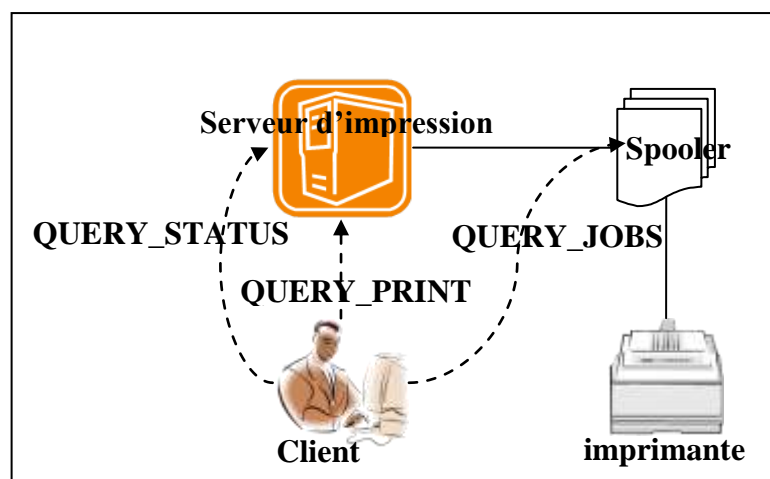 Serveur d’impression
Spooler
QUERY_STATUS
QUERY_JOBS
QUERY_PRINT
Client
imprimante